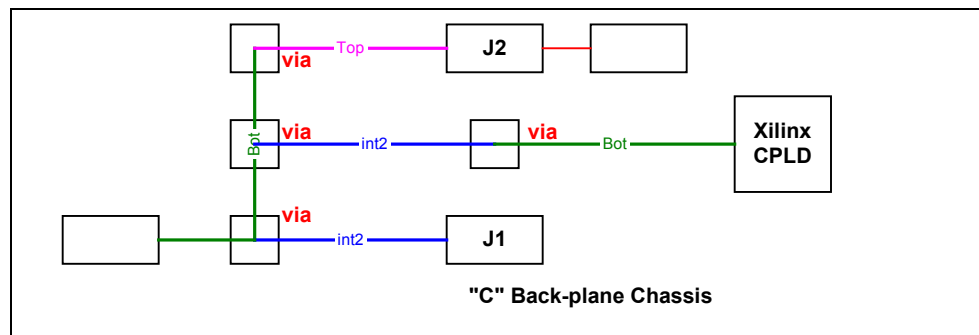 Top
J2
via
via
via
Xilinx
CPLD
Bot
int2
Bot
via
int2
J1
"C" Back-plane Chassis